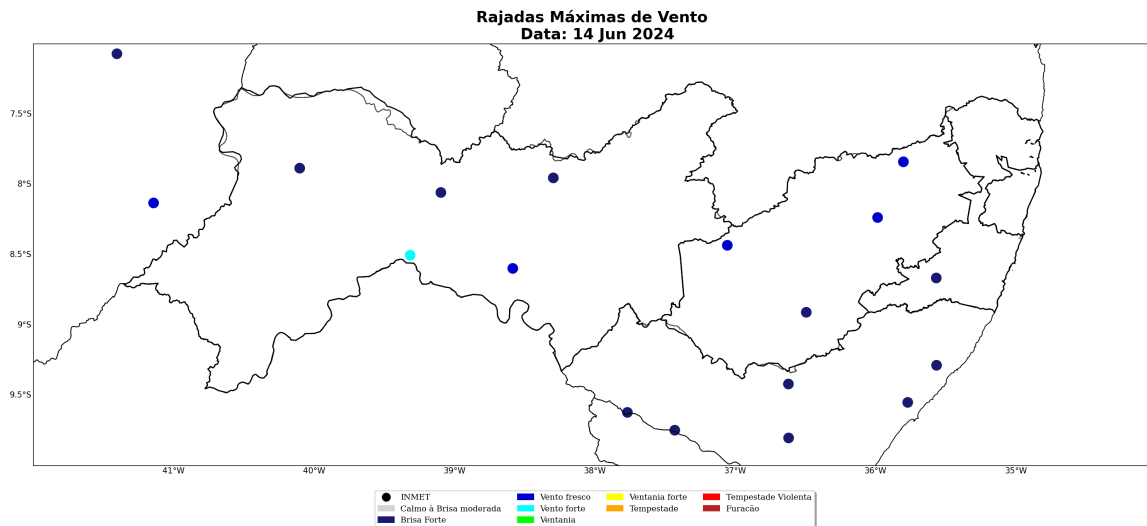 Rajadas Máximas de Vento
Data: 14 Jun 2024
7.5°S
8°S
8.5°S
9°S
9.5°S
41°W 40°W 39°W 38°W 37°W 36°W 35°W
INMET Vento fresco Ventania forte Tempestade Violenta
Calmo à Brisa moderada Vento forte Tempestade Furacão
Brisa Forte Ventania